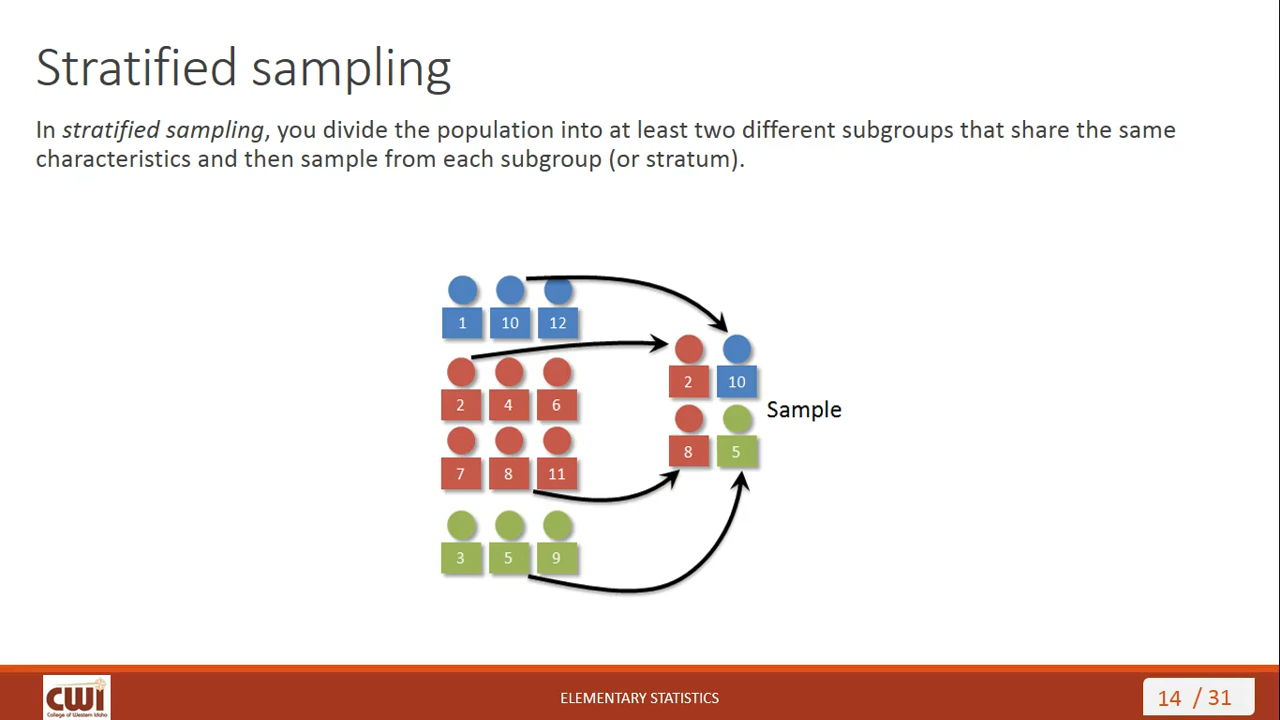 Stratified sampling
In stratified sampling, you divide the population into at least two different subgroups that share the same
characteristics and then sample from each subgroup (or stratum).
1 10 12
2 4 6
7 8 11
3 5 9
2 10
8 5
Sample
CWI
College of Western Idaho
ELEMENTARY STATISTICS
14 / 31